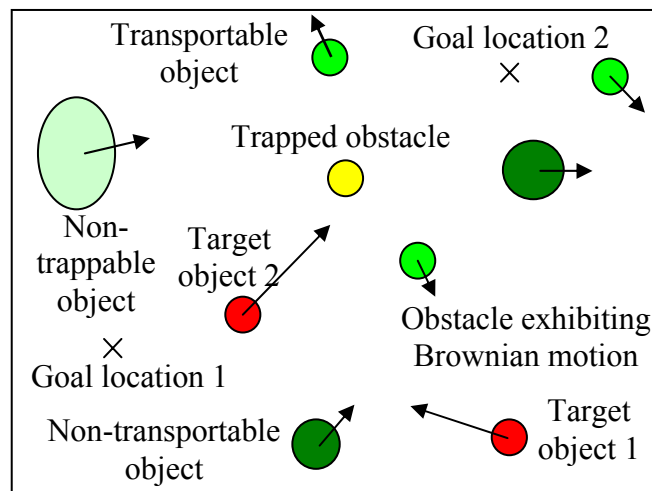 Transportable
object
Goal location 2
Trapped obstacle
Non-
trappable
object
Target
object 2
Obstacle exhibiting
Brownian motion
Goal location 1
Non-transportable
object
Target
object 1